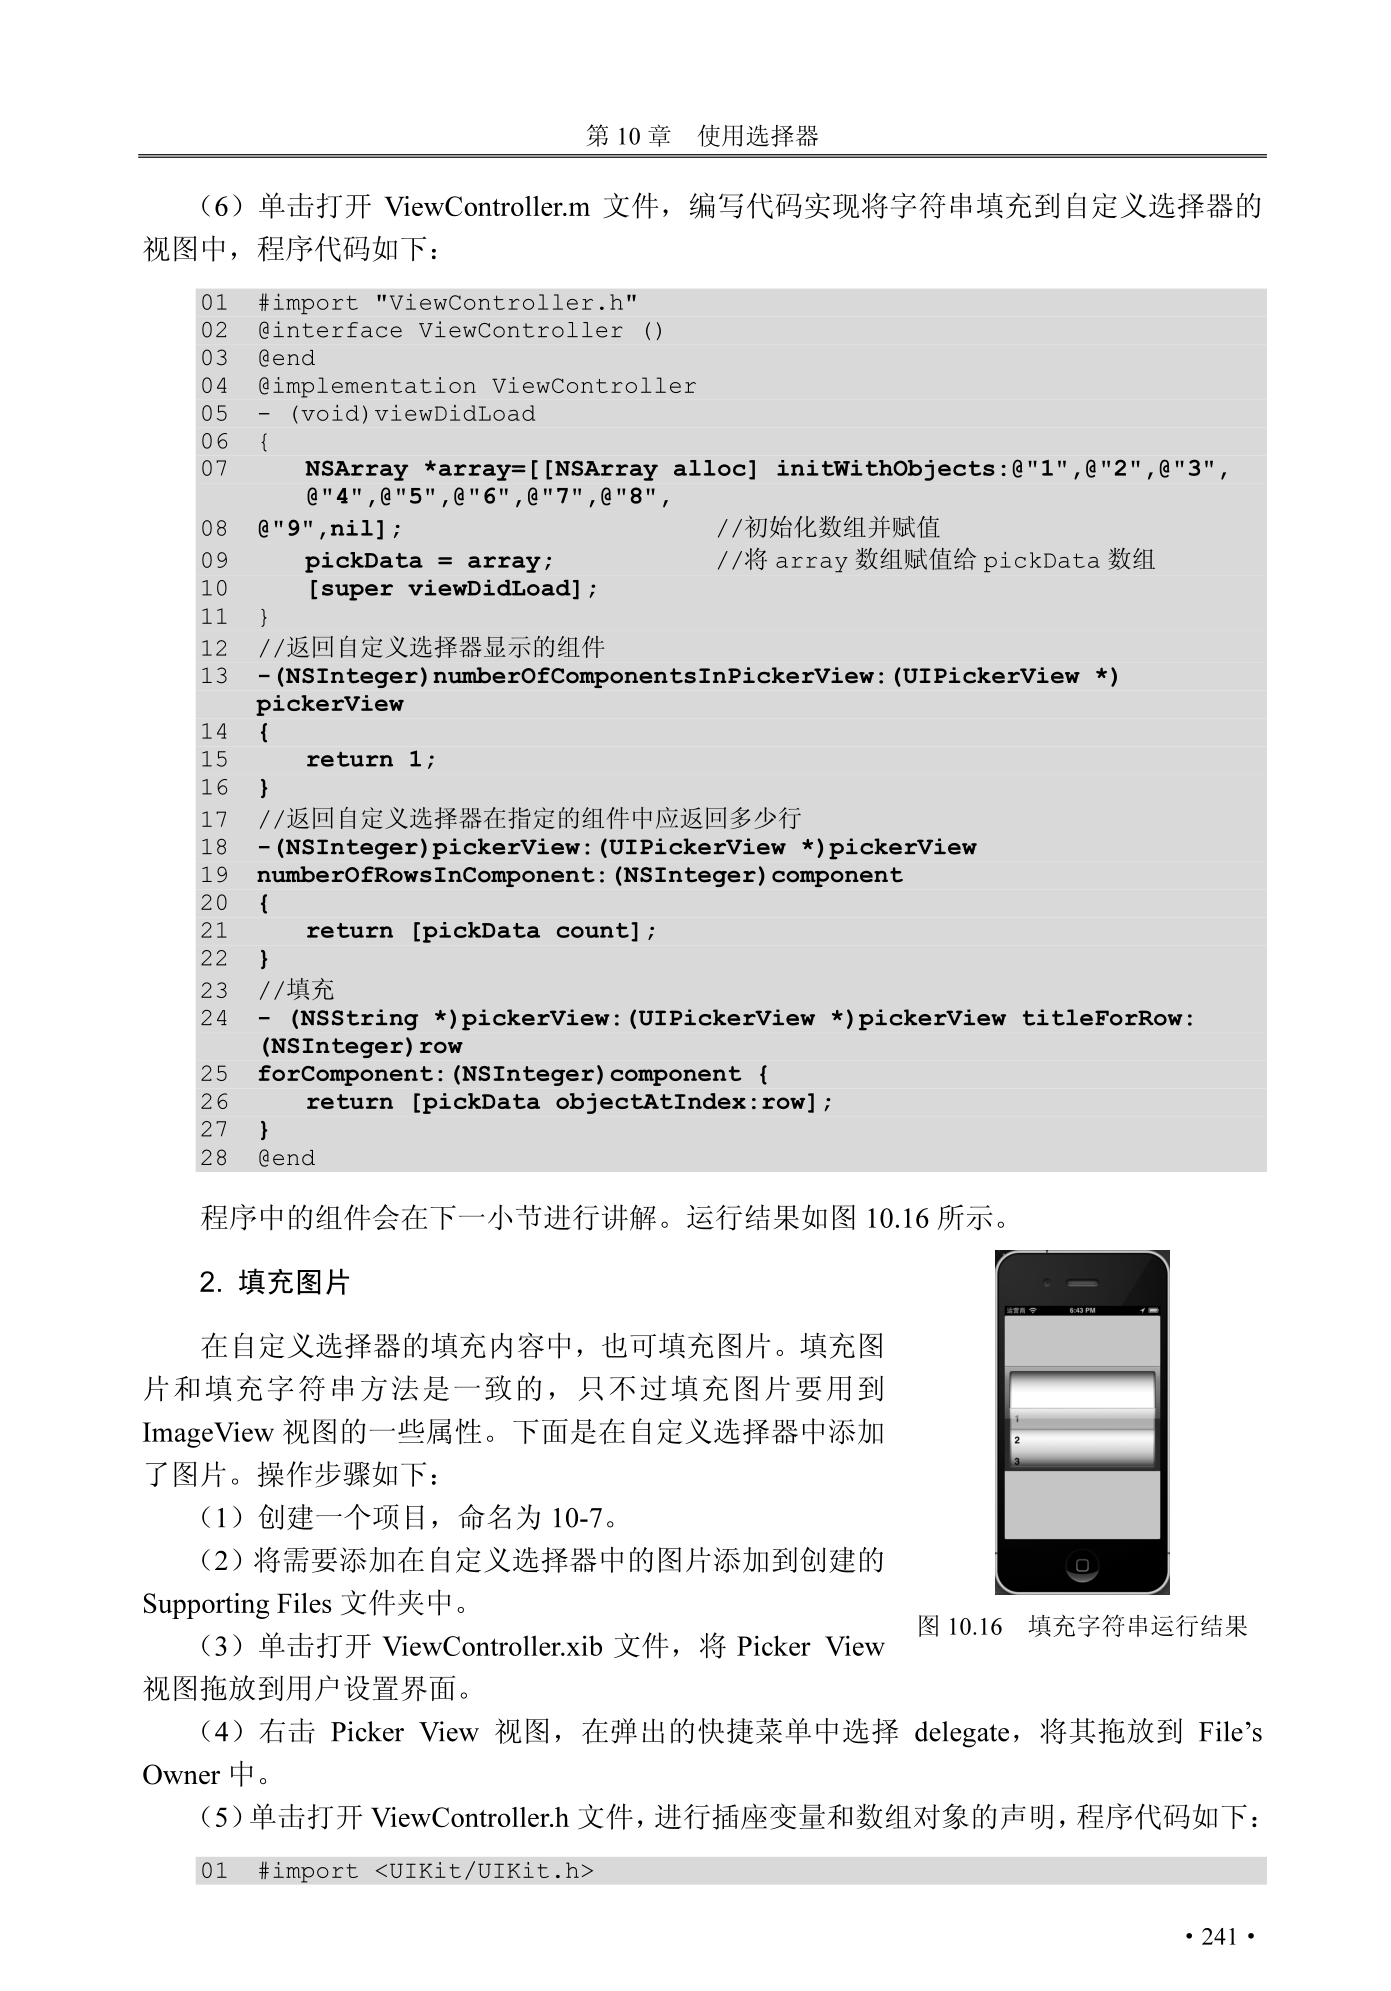 第 10 章　使用选择器
（6）单击打开 ViewController.m 文件，编写代码实现将字符串填充到自定义选择器的
视图中，程序代码如下：
01 #import "ViewController.h"
02 @interface ViewController ()
03 @end
04 @implementation ViewController
05 - (void)viewDidLoad
06 {
07    NSArray *array=[[NSArray alloc] initWithObjects:@"1",@"2",@"3",
@"4",@"5",@"6",@"7",@"8",
08 @"9",nil]; //初始化数组并赋值
09    pickData = array; //将 array 数组赋值给 pickData 数组
10    [super viewDidLoad];
11 }
12 //返回自定义选择器显示的组件
13 -(NSInteger)numberOfComponentsInPickerView:(UIPickerView *)
pickerView
14 {
15    return 1;
16 }
17 //返回自定义选择器在指定的组件中应返回多少行
18 -(NSInteger)pickerView:(UIPickerView *)pickerView
19 numberOfRowsInComponent:(NSInteger)component
20 {
21    return [pickData count];
22 }
23 //填充
24 - (NSString *)pickerView:(UIPickerView *)pickerView titleForRow:
(NSInteger)row
25 forComponent:(NSInteger)component {
26    return [pickData objectAtIndex:row];
27 }
28 @end
程序中的组件会在下一小节进行讲解。运行结果如图 10.16 所示。
2. 填充图片
在自定义选择器的填充内容中，也可填充图片。填充图
片和填充字符串方法是一致的，只不过填充图片要用到
ImageView 视图的一些属性。下面是在自定义选择器中添加
了图片。操作步骤如下：
（1）创建一个项目，命名为 10-7。
（2）将需要添加在自定义选择器中的图片添加到创建的
Supporting Files 文件夹中。
（3）单击打开 ViewController.xib 文件，将 Picker View
视图拖放到用户设置界面。
运营商 6:43 PM
1
2
3
图 10.16　填充字符串运行结果
（4）右击 Picker View 视图，在弹出的快捷菜单中选择 delegate，将其拖放到 File’s
Owner 中。
（5）单击打开 ViewController.h 文件，进行插座变量和数组对象的声明，程序代码如下：
01 #import <UIKit/UIKit.h>
• 241 •